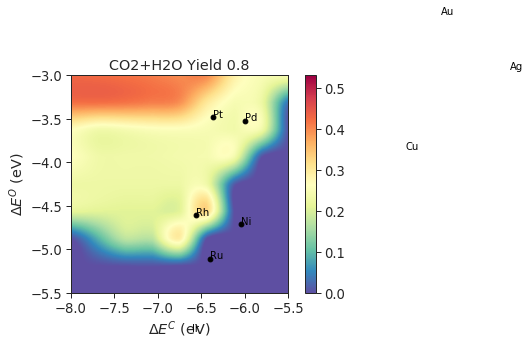 Au
Ag
CO2+H2O Yield 0.8
−3.0
−3.5
−4.0
−4.5
−5.0
−5.5
ΔE^O (eV)
Pt
Pd
Cu
Rh
Ni
Ru
0.5
0.4
0.3
0.2
0.1
0.0
−8.0 −7.5 −7.0 −6.5 −6.0 −5.5
ΔE^C (eV)